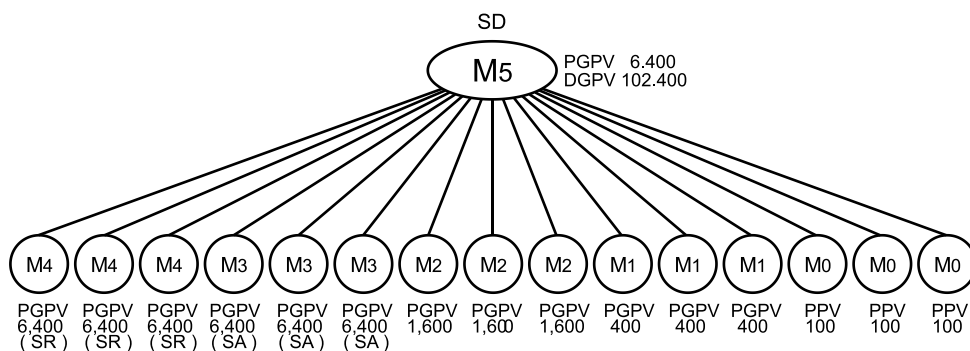 SD
M5
PGPV 6.400
DGPV 102.400
M4 M4 M4 M3 M3 M3 M2 M2 M2 M1 M1 M1 M0 M0 M0
PGPV PGPV PGPV PGPV PGPV PGPV PGPV PGPV PGPV PGPV PGPV PGPV PPV PPV PPV
6,400 6,400 6,400 6,400 6,400 6,400 1,600 1,600 1,600 400 400 400 100 100 100
( SR ) ( SR ) ( SR ) ( SA ) ( SA ) ( SA )